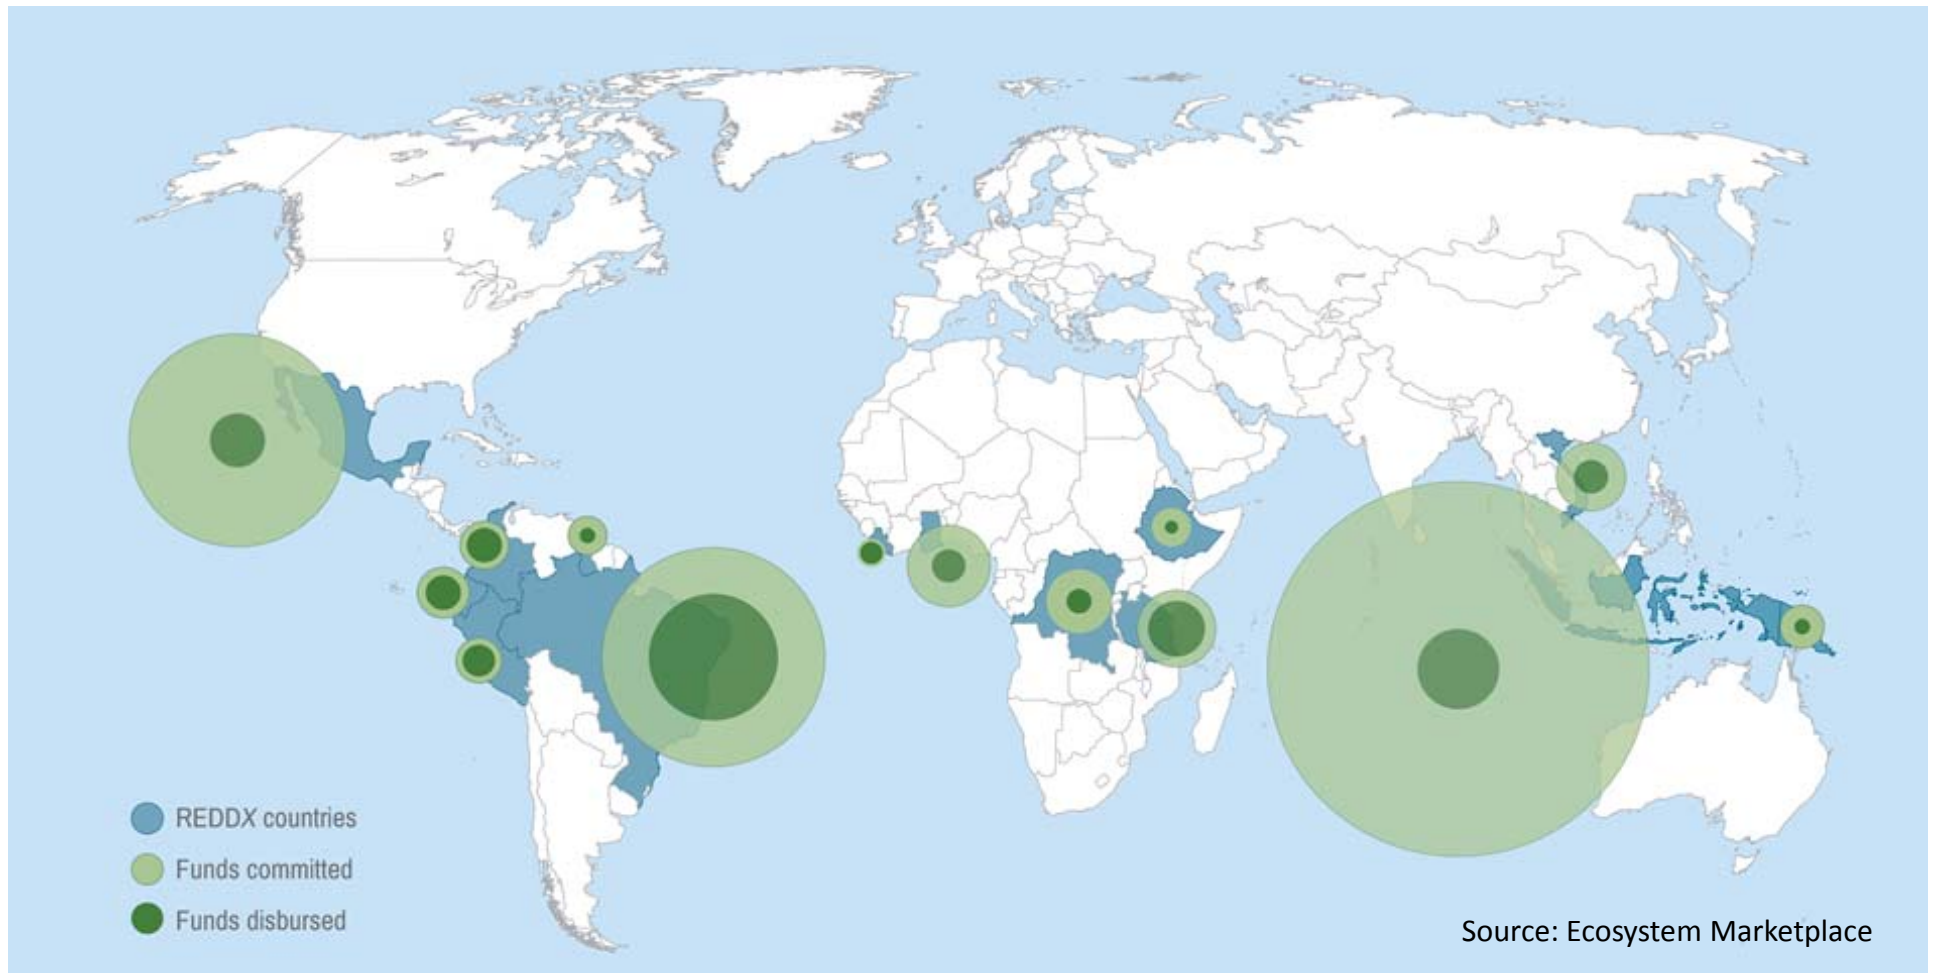 REDDX countries
Funds committed
Funds disbursed
Source: Ecosystem Marketplace